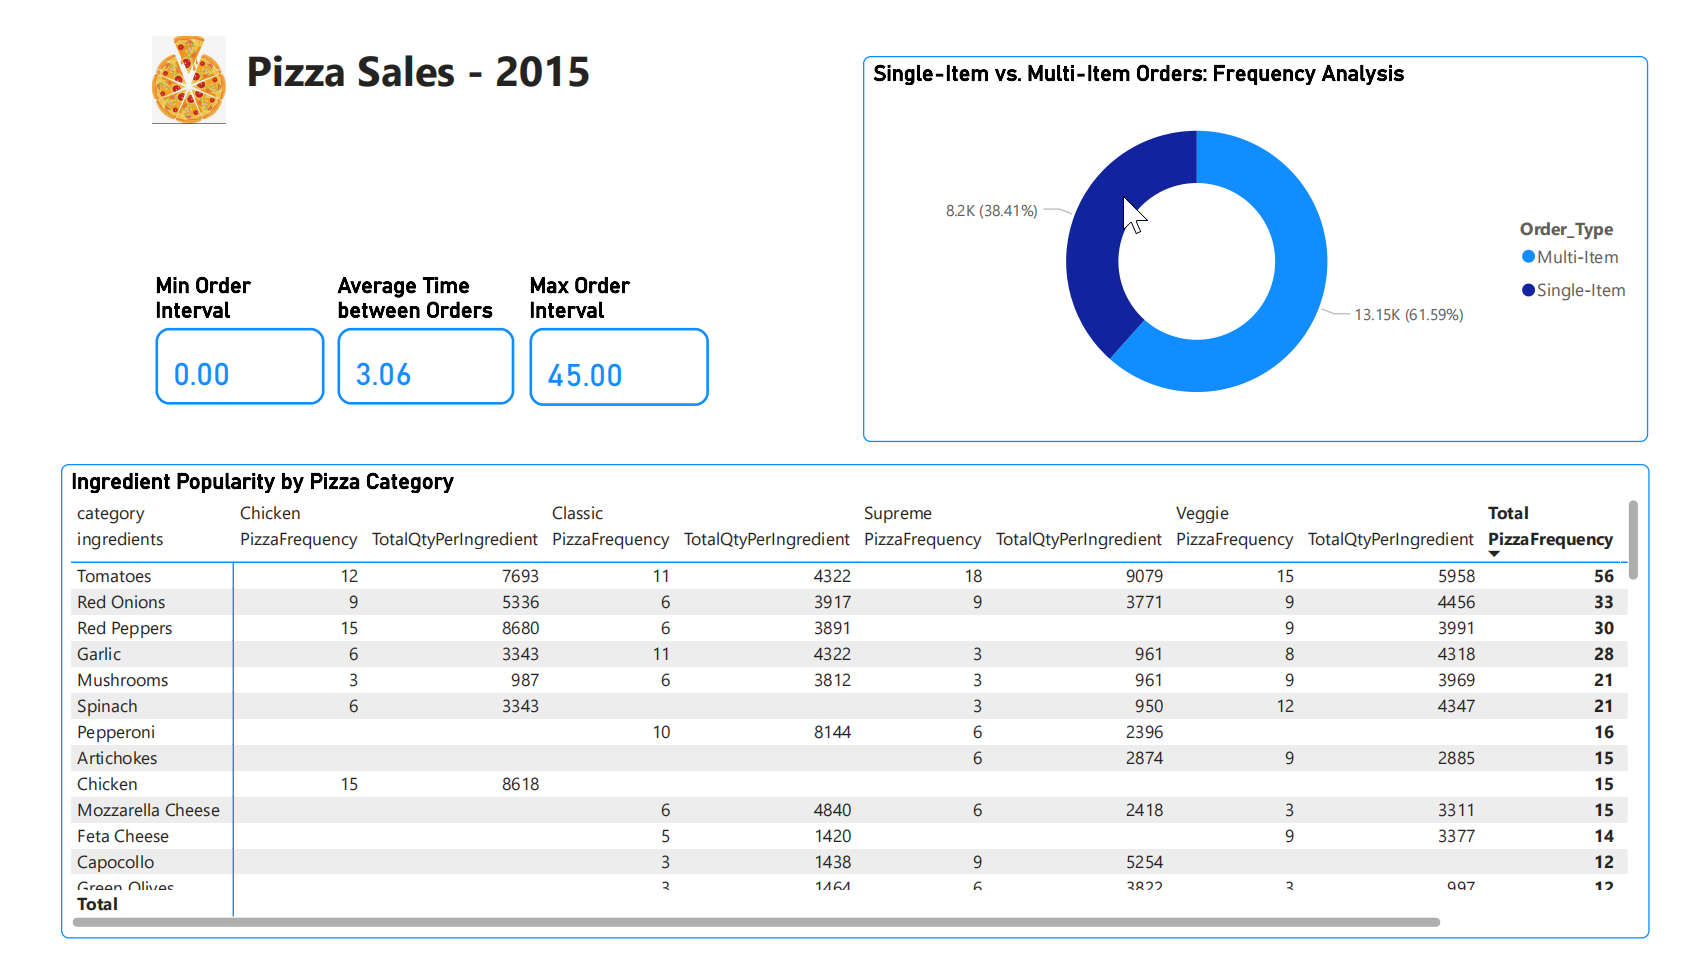 Pizza Sales - 2015
Single-Item vs. Multi-Item Orders: Frequency Analysis
8.2K (38.41%)
13.15K (61.59%)
Order_Type
Multi-Item
Single-Item
Min Order
Interval
0.00
Average Time
between Orders
3.06
Max Order
Interval
45.00
Ingredient Popularity by Pizza Category
category Chicken Classic Supreme Veggie Total
ingredients PizzaFrequency TotalQtyPerIngredient PizzaFrequency TotalQtyPerIngredient PizzaFrequency TotalQtyPerIngredient PizzaFrequency TotalQtyPerIngredient PizzaFrequency
Tomatoes 12 7693 11 4322 18 9079 15 5958 56
Red Onions 9 5336 6 3917 9 3771 9 4456 33
Red Peppers 15 8680 6 3891 9 3991 30
Garlic 6 3343 11 4322 3 961 8 4318 28
Mushrooms 3 987 6 3812 3 961 9 3969 21
Spinach 6 3343 3 950 12 4347 21
Pepperoni 10 8144 6 2396 16
Artichokes 6 2874 9 2885 15
Chicken 15 8618 15
Mozzarella Cheese 6 4840 6 2418 3 3311 15
Feta Cheese 5 1420 9 3377 14
Capocollo 3 1438 9 5254 12
Green Olives 3 1464 6 3822 3 997 12
Total